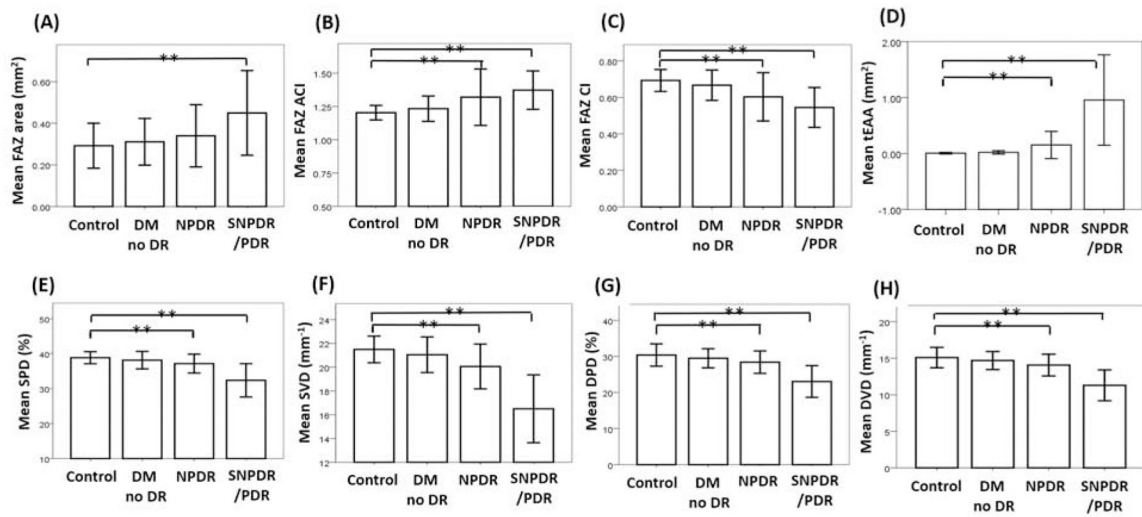 (A)
Mean FAZ area (mm²)
0.60
0.40
0.20
0.00
**
Control DM NPDR SNPDR
no DR /PDR
(B)
Mean FAZ ACI
1.50
1.25
1.00
0.75
0.50
**
**
Control DM NPDR SNPDR
no DR /PDR
(C)
Mean FAZ CI
0.80
0.60
0.40
0.20
0.00
**
**
Control DM NPDR SNPDR
no DR /PDR
(D)
Mean tEAA (mm²)
2.00
1.00
0.00
-1.00
**
**
Control DM NPDR SNPDR
no DR /PDR
(E)
Mean SPD (%)
50
40
30
20
10
**
**
Control DM NPDR SNPDR
no DR /PDR
(F)
Mean SVD (mm⁻¹)
24
22
20
18
16
14
12
**
**
Control DM NPDR SNPDR
no DR /PDR
(G)
Mean DPD (%)
40
30
20
10
0
**
**
Control DM NPDR SNPDR
no DR /PDR
(H)
Mean DVD (mm⁻¹)
20
15
10
5
0
**
**
Control DM NPDR SNPDR
no DR /PDR